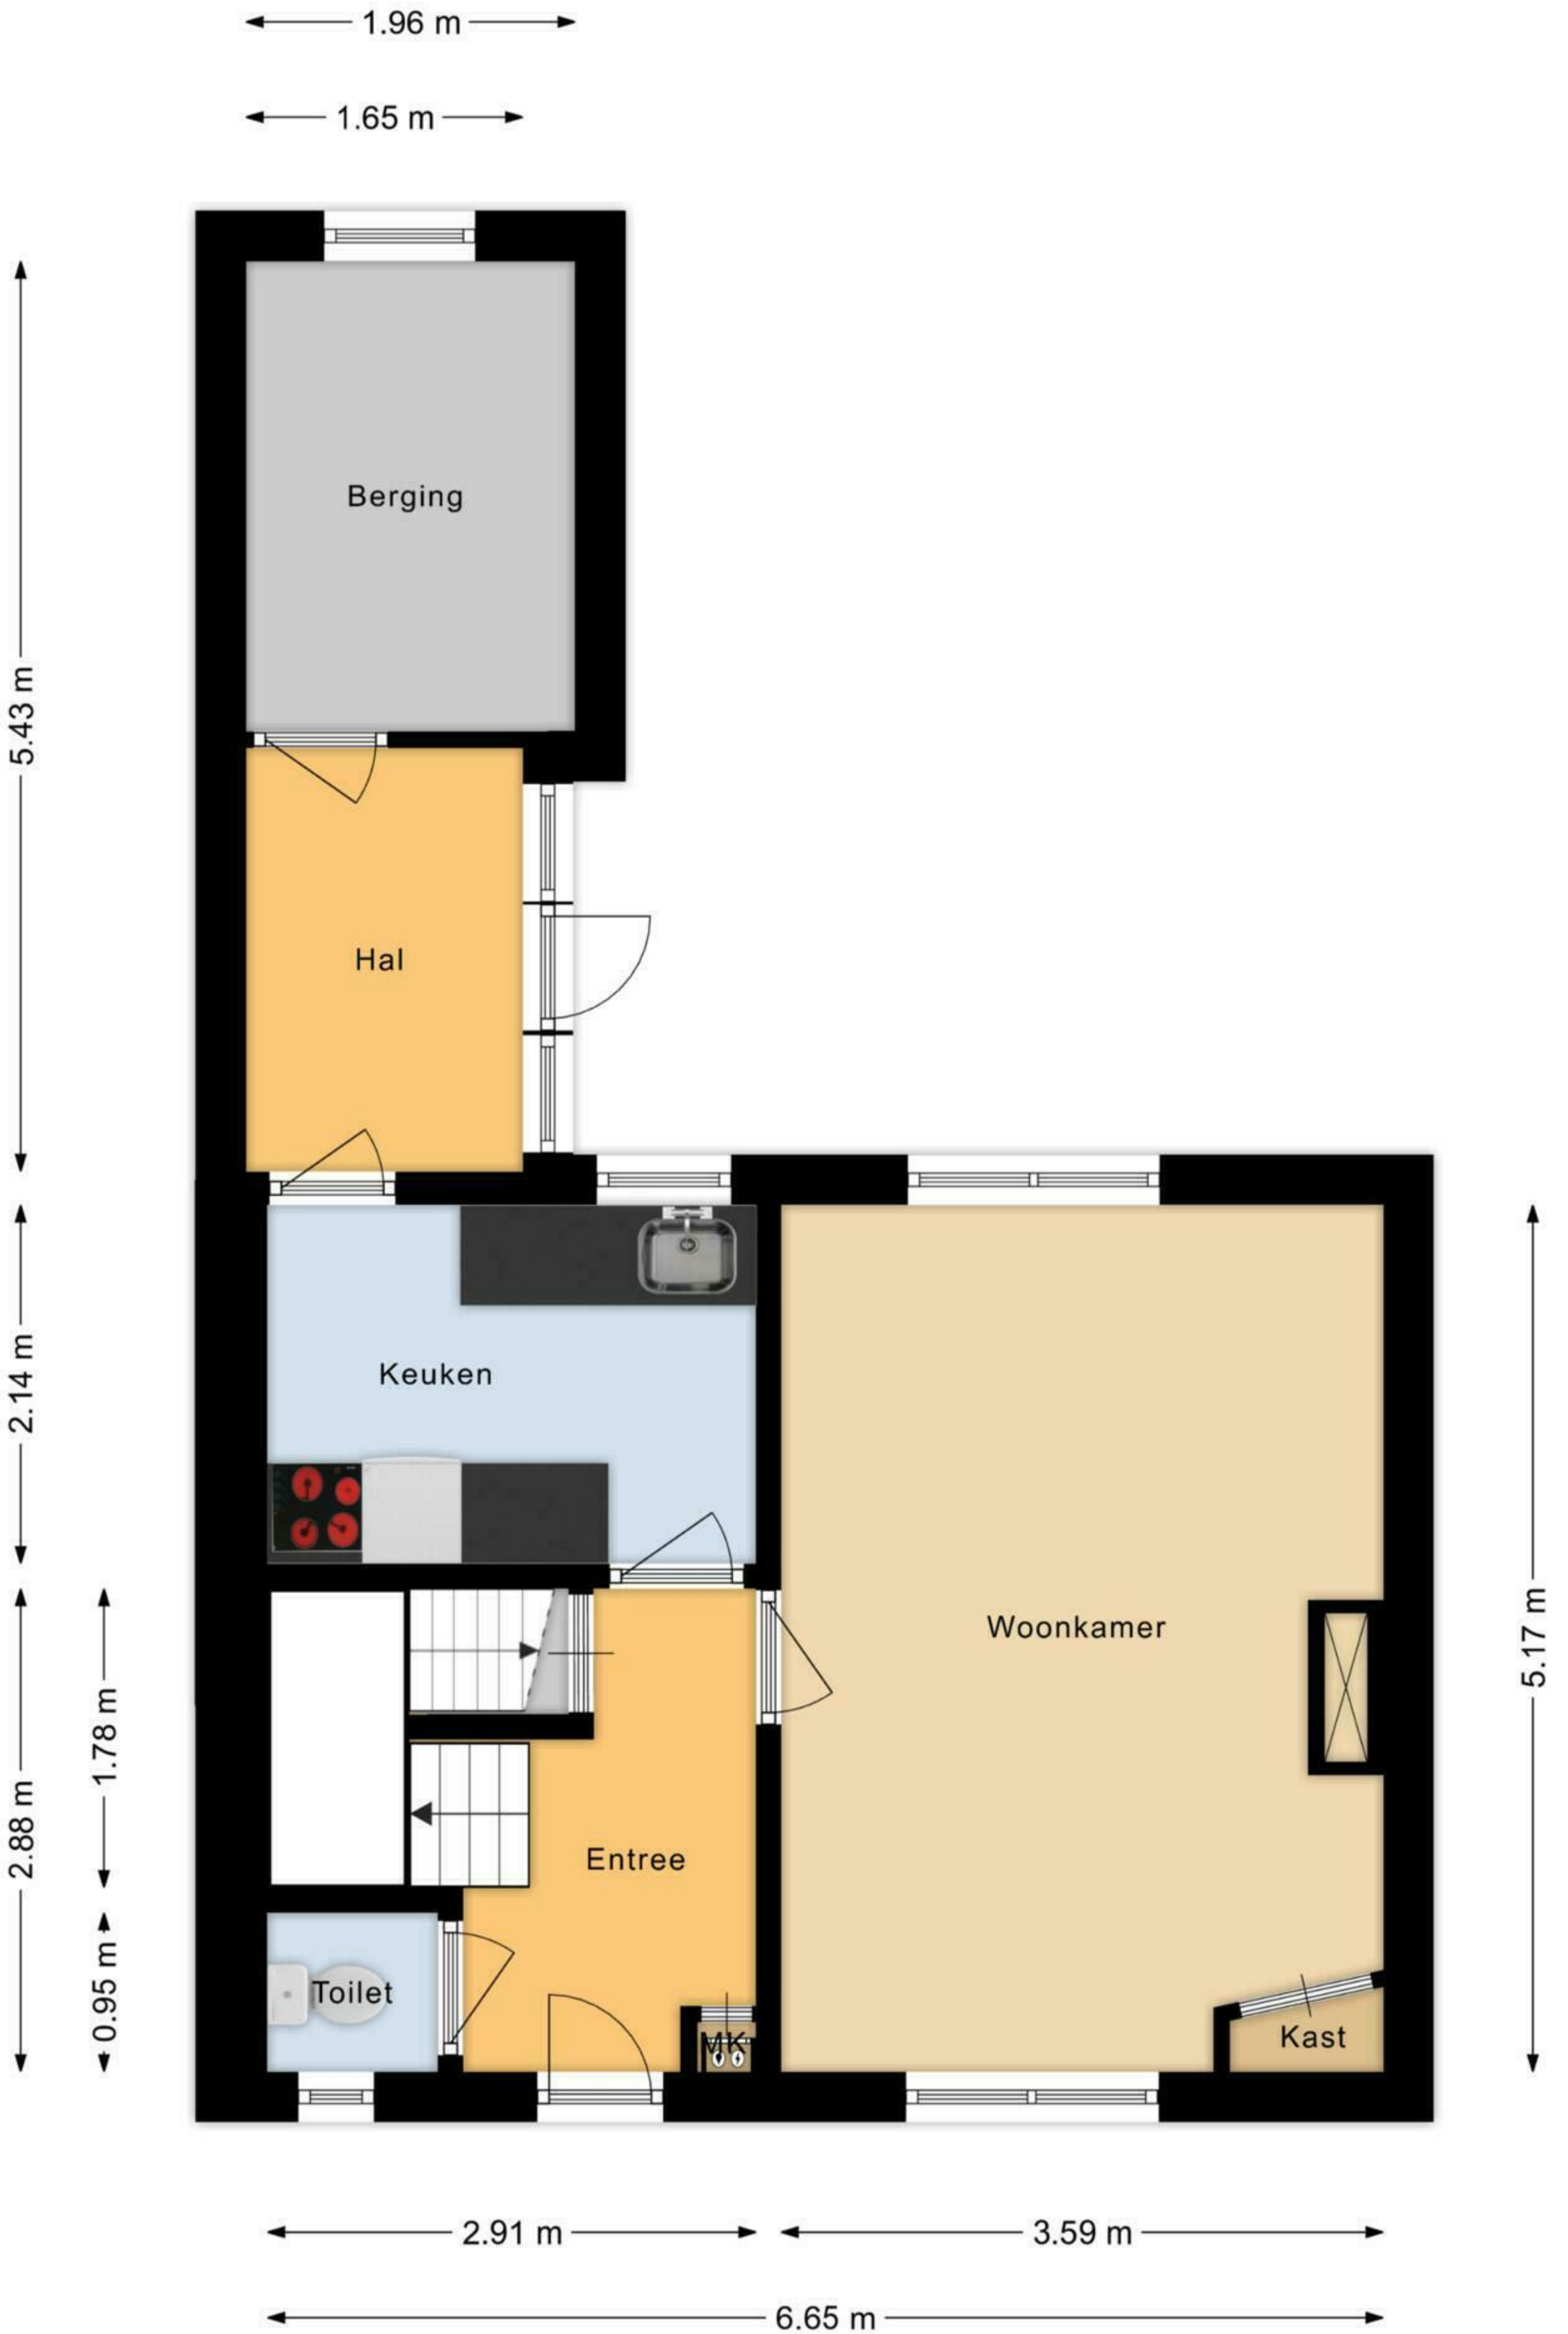 1.96 m
1.65 m
Berging
5.43 m
Hal
Keuken
2.14 m
Woonkamer
5.17 m
1.78 m
2.88 m
Entree
Toilet
0.95 m
MK
Kast
2.91 m
3.59 m
6.65 m